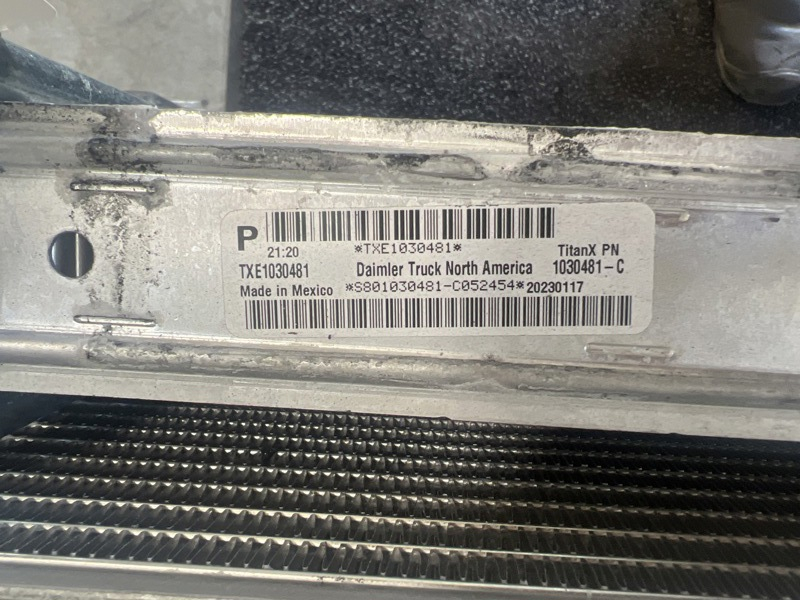 P
21:20 *TXE1030481* TitanX PN
TXE1030481 Daimler Truck North America 1030481-C
Made in Mexico *S801030481-C052454* 20230117